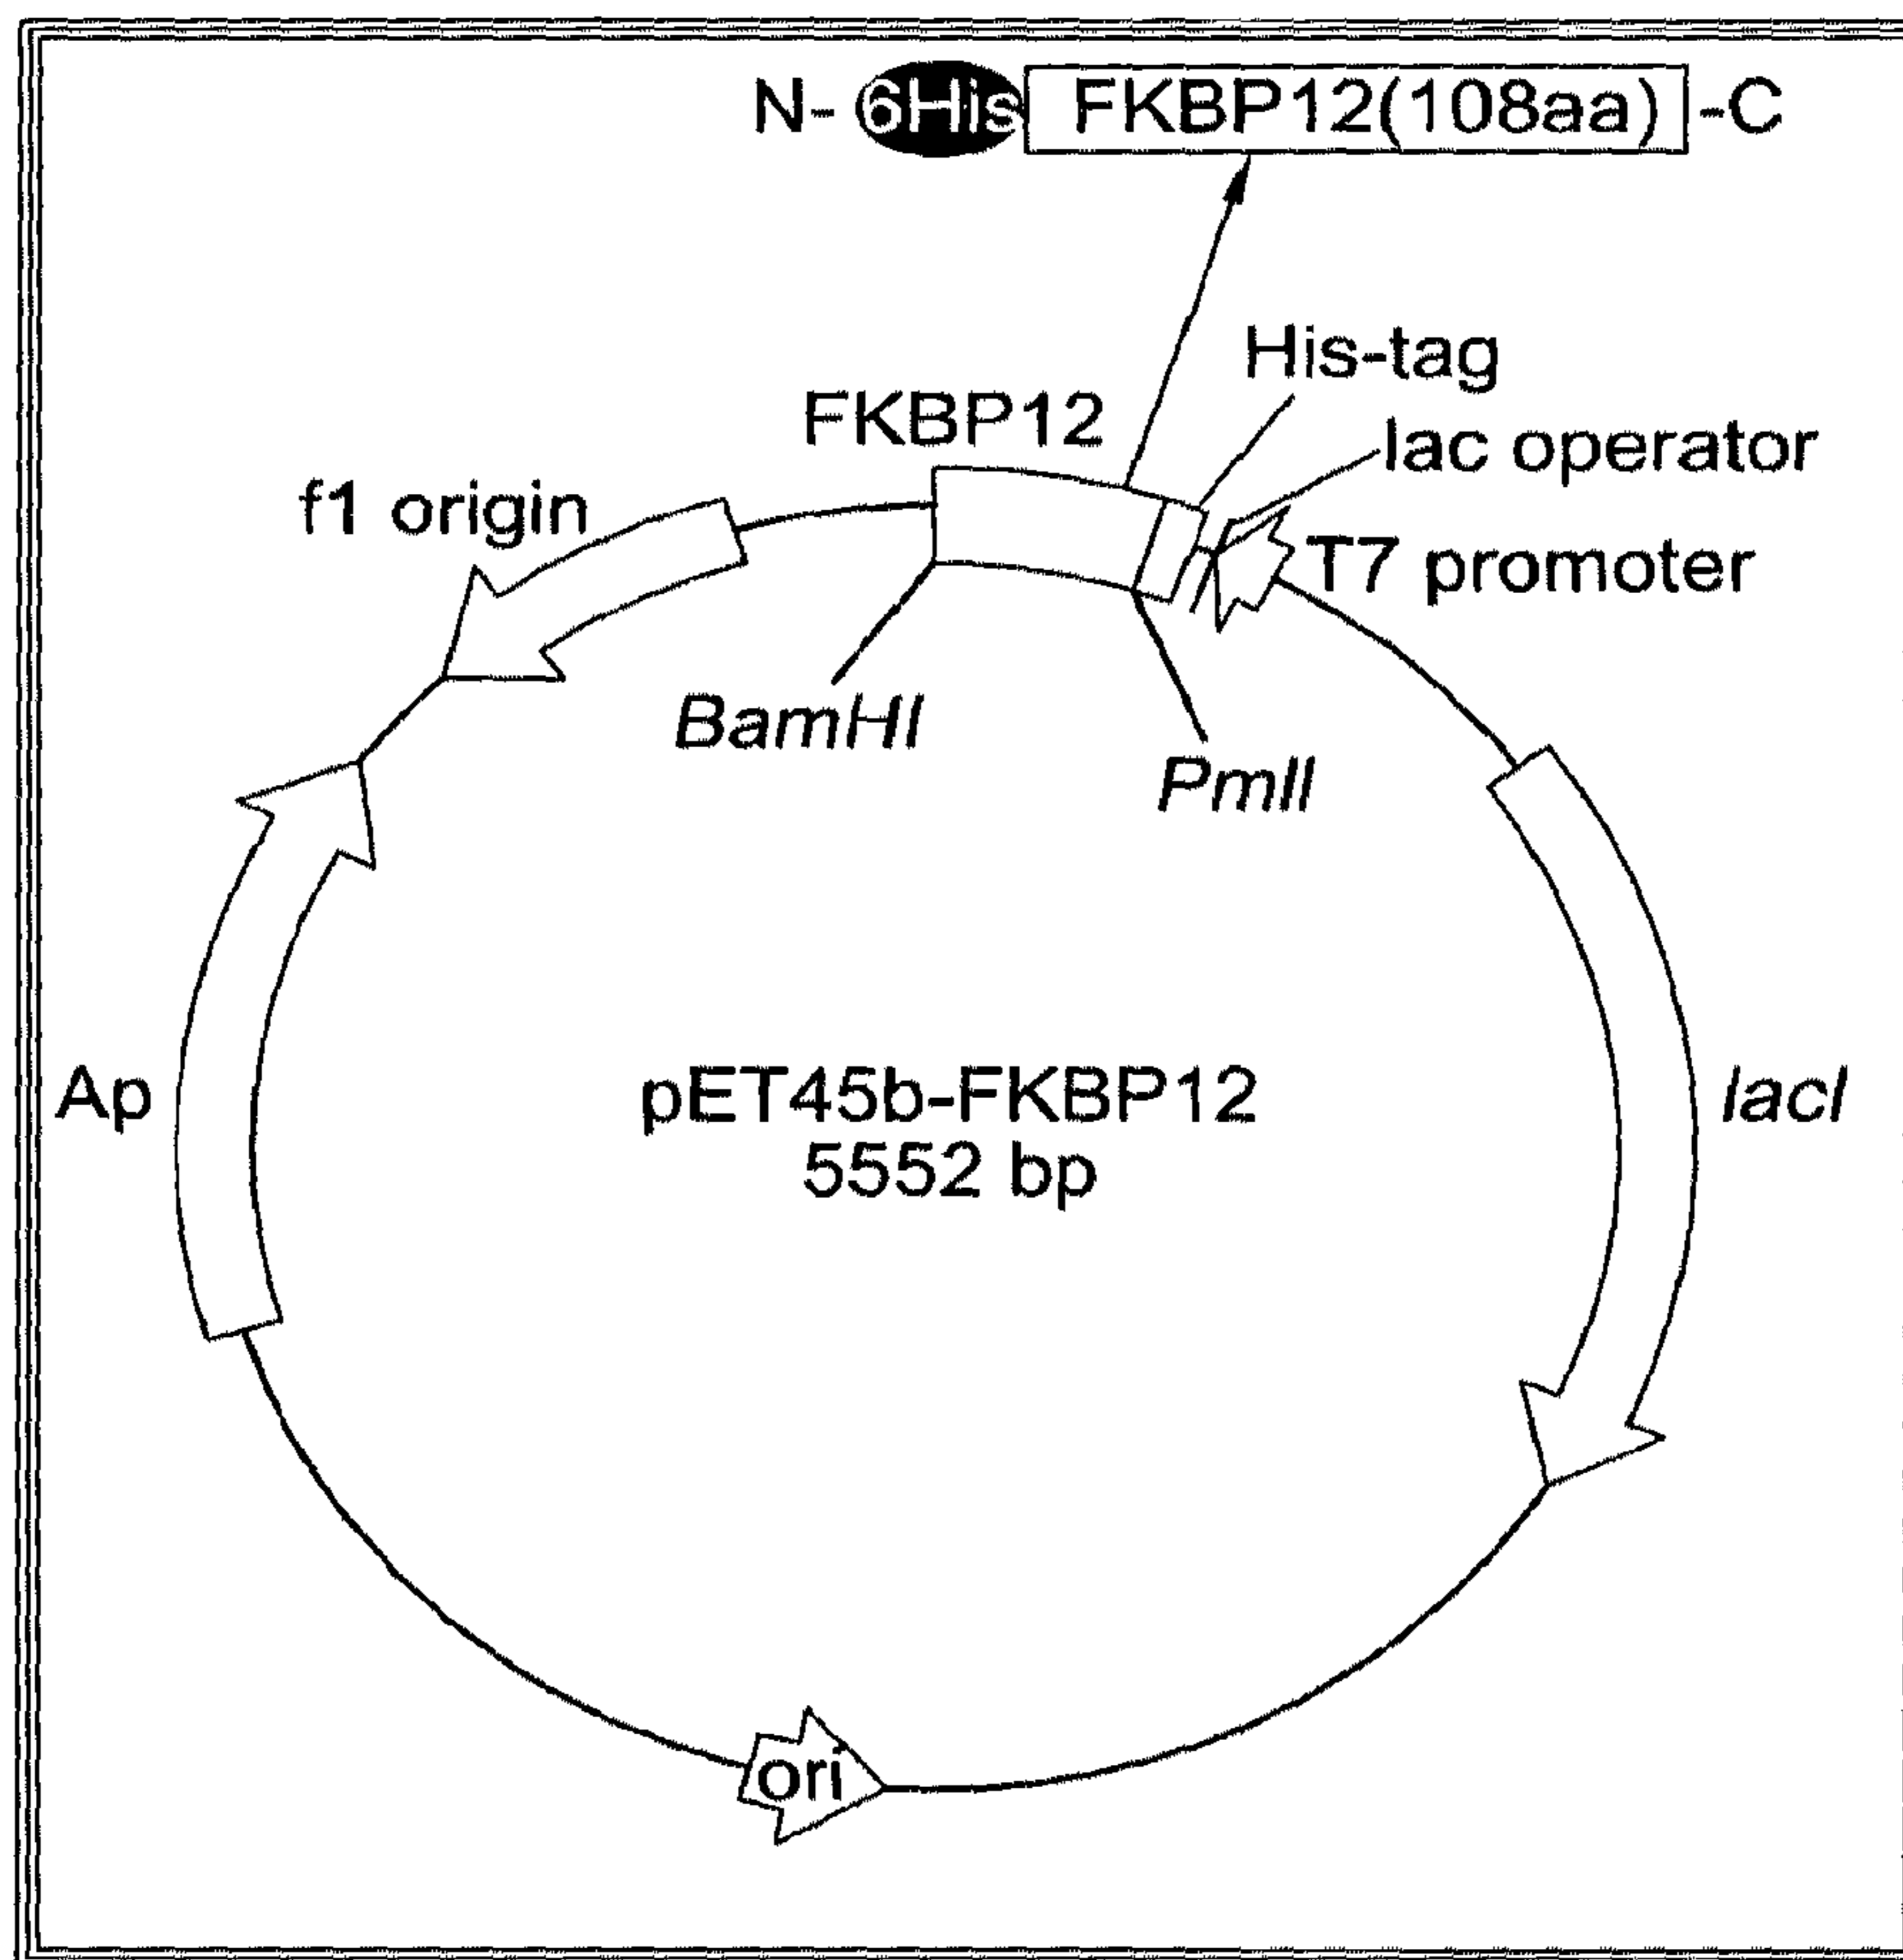 N- 6His FKBP12(108aa) -C
His-tag
FKBP12
lac operator
f1 origin
T7 promoter
BamHI
PmlI
Ap
pET45b-FKBP12
5552 bp
lacI
ori